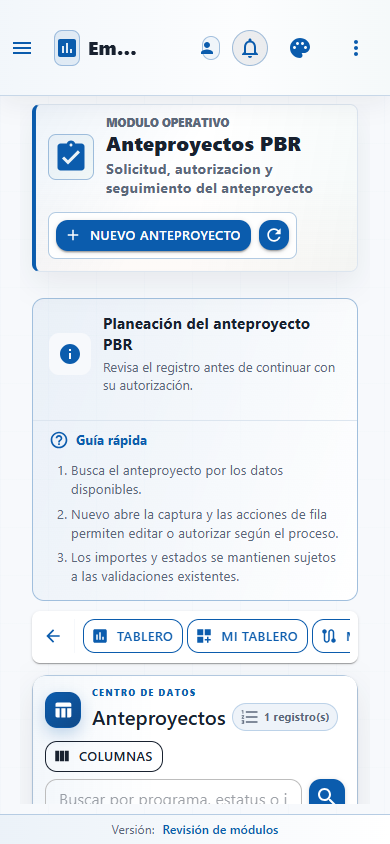 Em...
MODULO OPERATIVO
Anteproyectos PBR
Solicitud, autorizacion y
seguimiento del anteproyecto
NUEVO ANTEPROYECTO
Planeación del anteproyecto
PBR
Revisa el registro antes de continuar con
su autorización.
Guía rápida
1. Busca el anteproyecto por los datos
disponibles.
2. Nuevo abre la captura y las acciones de fila
permiten editar o autorizar según el proceso.
3. Los importes y estados se mantienen sujetos
a las validaciones existentes.
TABLERO
MI TABLERO
CENTRO DE DATOS
Anteproyectos
1 registro(s)
COLUMNAS
Buscar por programa, estatus o i
Versión: Revisión de módulos